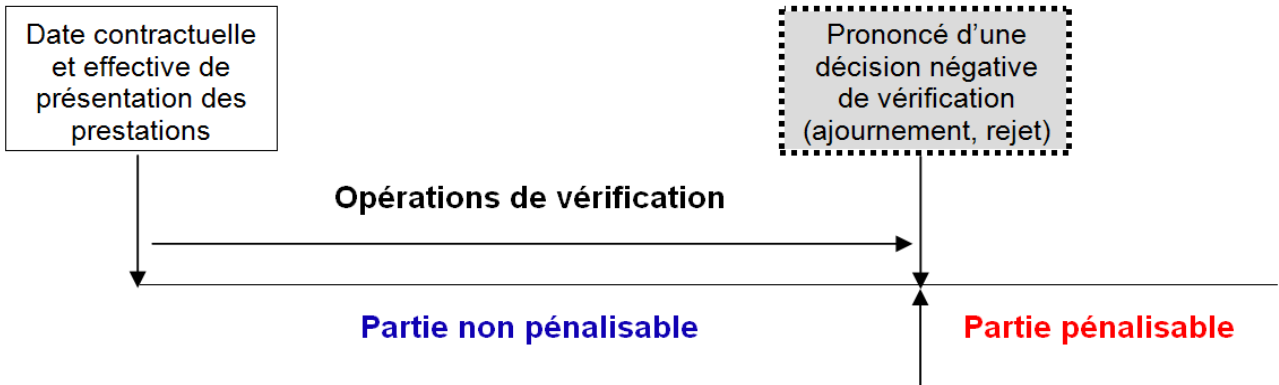 Date contractuelle
et effective de
présentation des
prestations
Prononcé d’une
décision négative
de vérification
(ajournement, rejet)
Opérations de vérification
Partie non pénalisable
Partie pénalisable